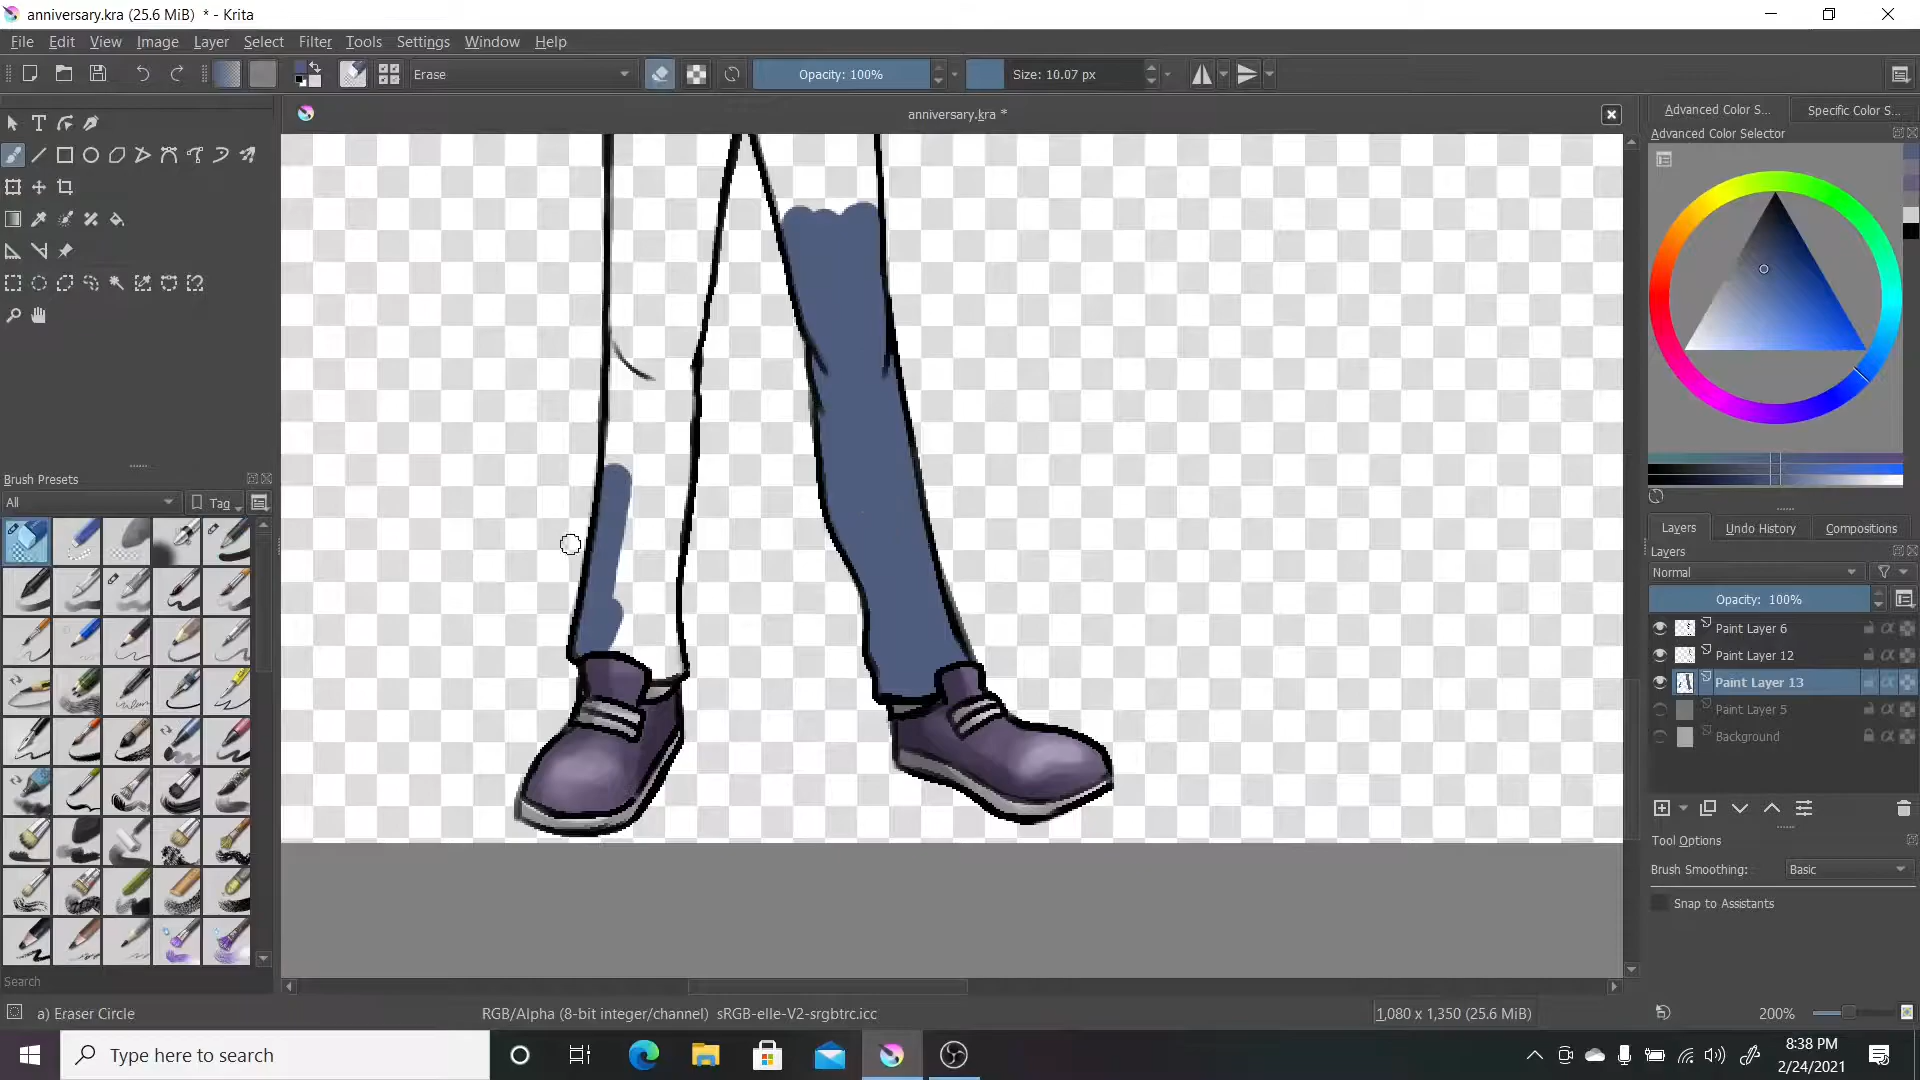 anniversary.kra (25.6 MiB) * - Krita
File Edit View Image Layer Select Filter Tools Settings Window Help
Erase Opacity: 100% Size: 10.07 px
anniversary.kra *
Advanced Color S... Specific Color S...
Advanced Color Selector
Brush Presets
All Tag
Layers Undo History Compositions
Layers
Normal
Opacity: 100%
Paint Layer 6
Paint Layer 12
Paint Layer 13
Paint Layer 5
Background
Tool Options
Brush Smoothing: Basic
Snap to Assistants
Search
a) Eraser Circle RGB/Alpha (8-bit integer/channel) sRGB-elle-V2-srgbtrc.icc 1,080 x 1,350 (25.6 MiB) 200%
Type here to search
8:38 PM
2/24/2021